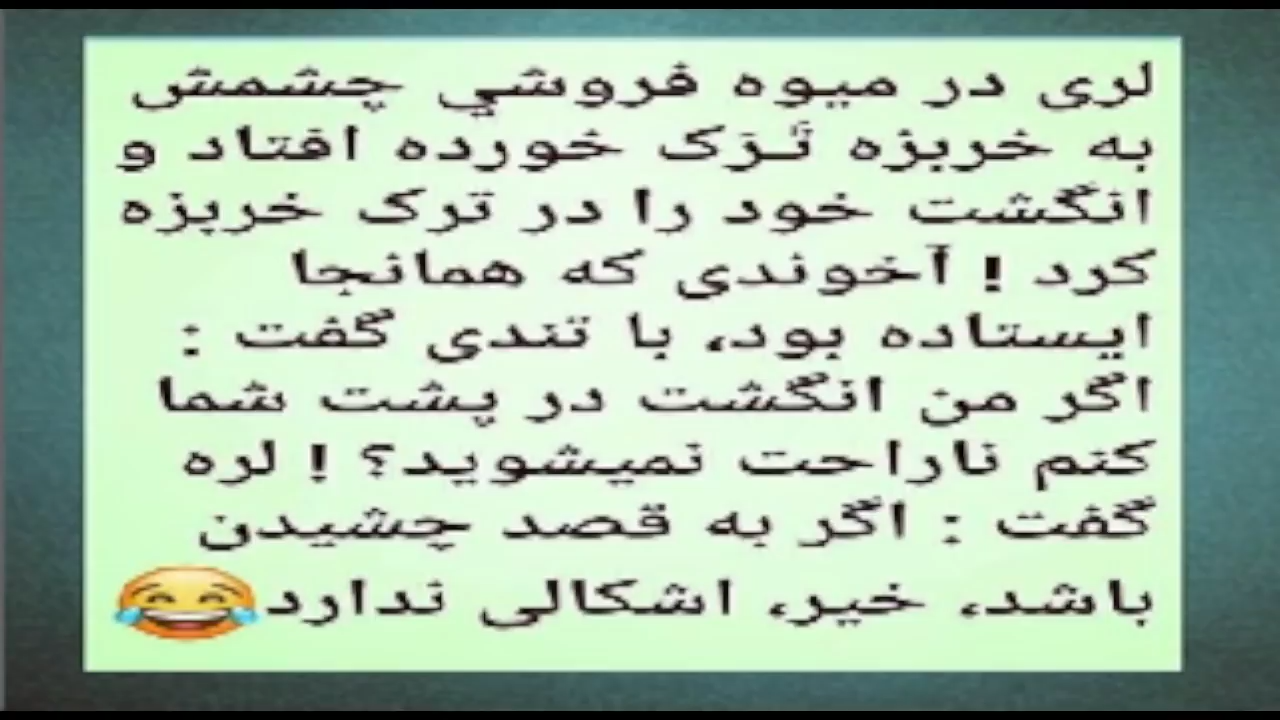 لری در میوه فروشي چشمش
به خربزه تَـرَک خورده افتاد و
انگشت خود را در ترک خربزه
کرد ! آخوندی که همانجا
ایستاده بود، با تندی گفت :
اگر من انگشت در پشت شما
کنم ناراحت نمیشوید؟ ! لره
گفت : اگر به قصد چشیدن
باشد، خیر، اشکالی ندارد😂